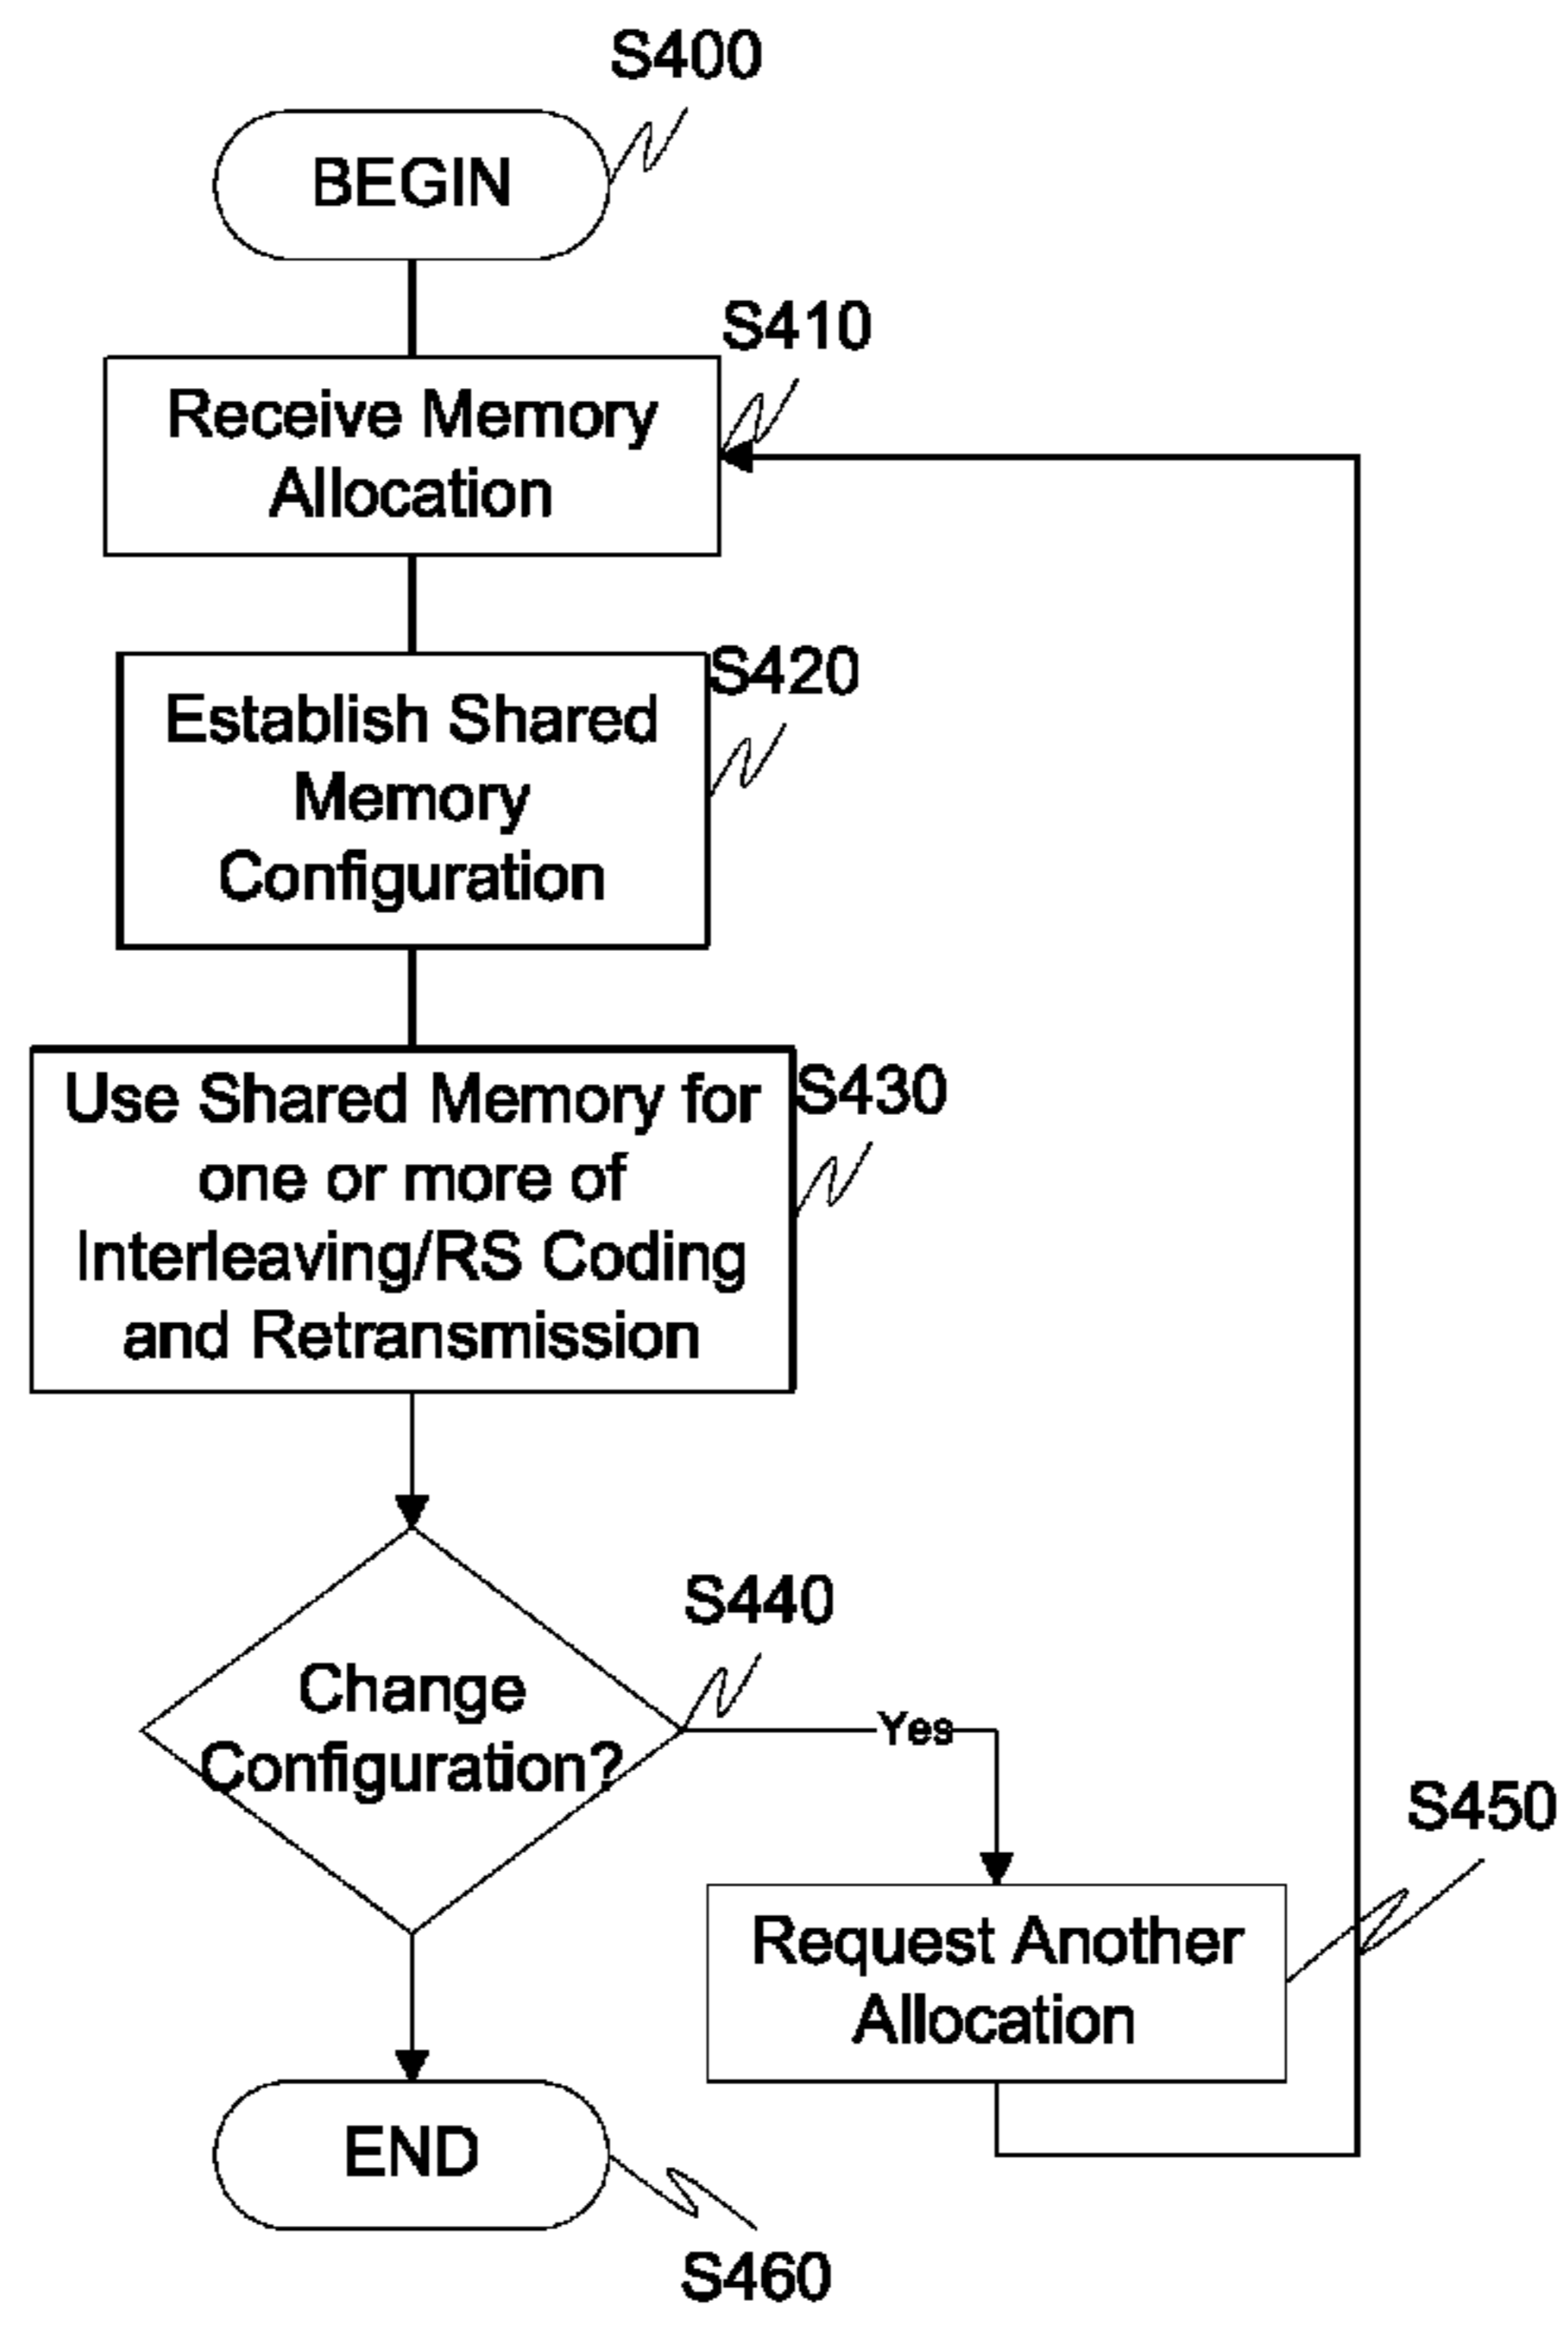 S400
BEGIN
S410
Receive Memory
Allocation
S420
Establish Shared
Memory
Configuration
S430
Use Shared Memory for
one or more of
Interleaving/RS Coding
and Retransmission
S440
Change
Configuration?
Yes
S450
Request Another
Allocation
END
S460